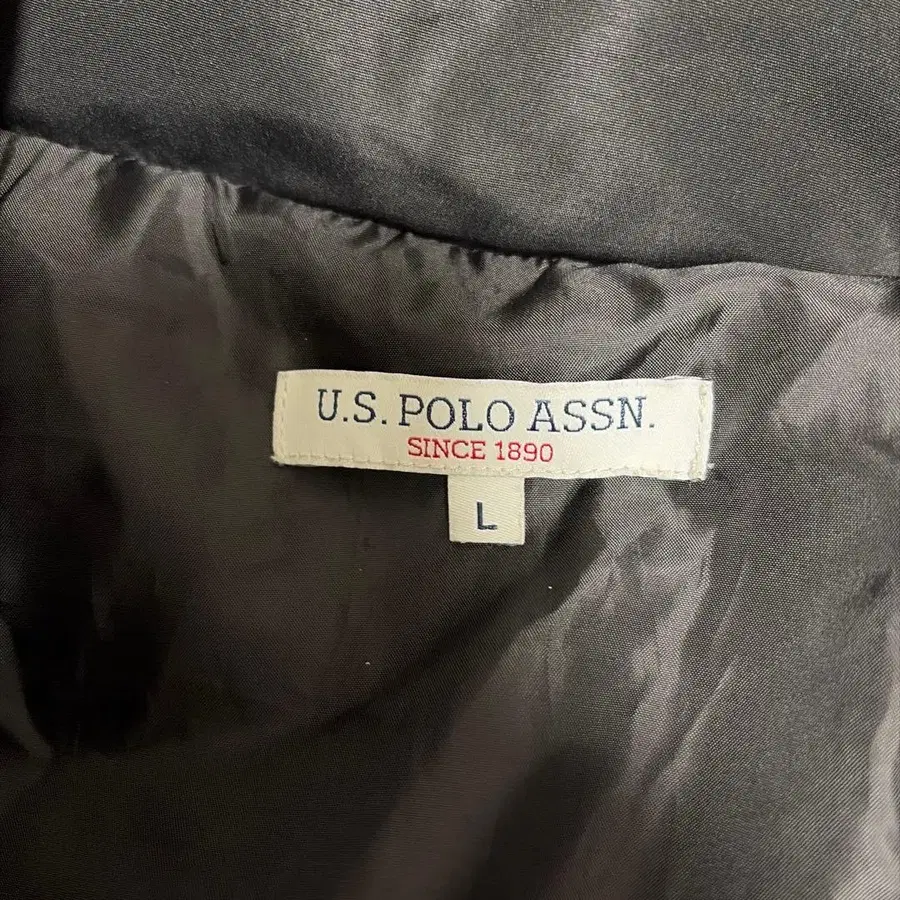 U.S. POLO ASSN.
SINCE 1890
L